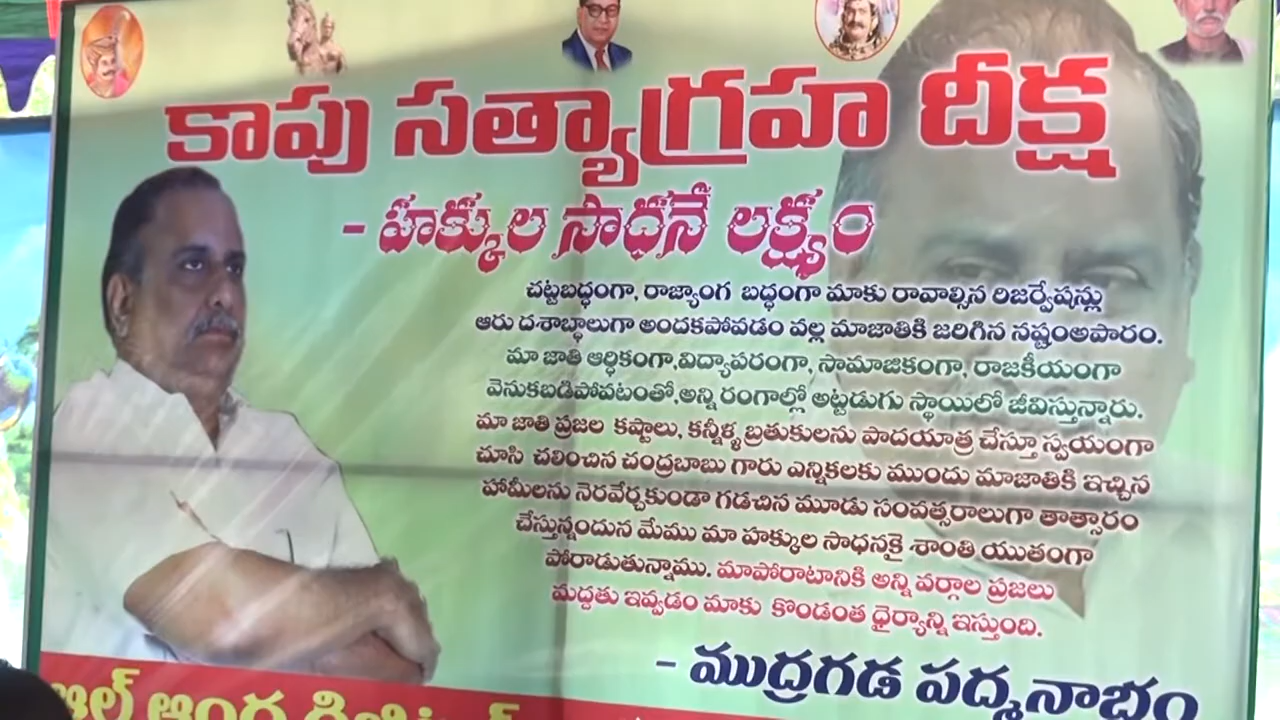 కాపు సత్యాగ్రహ దీక్ష
- హక్కుల సాధనే లక్ష్యం
చట్టబద్ధంగా, రాజ్యాంగ బద్ధంగా మాకు రావాల్సిన రిజర్వేషన్లు
ఆరు దశాబ్ధాలుగా అందకపోవడం వల్ల మాజాతికి జరిగిన నష్టంఅపారం.
మా జాతి ఆర్ధికంగా,విద్యాపరంగా, సామాజికంగా, రాజకీయంగా
వెనుకబడిపోవటంతో,అన్ని రంగాల్లో అట్టడుగు స్థాయిలో జీవిస్తున్నారు.
మా జాతి ప్రజల కష్టాలు, కన్నీళ్ళ బ్రతుకులను పాదయాత్ర చేస్తూ స్వయంగా
చూసి చలించిన చంద్రబాబు గారు ఎన్నికలకు ముందు మాజాతికి ఇచ్చిన
హామీలను నెరవేర్చకుండా గడచిన మూడు సంవత్సరాలుగా తాత్సారం
చేస్తున్నందున మేము మా హక్కుల సాధనకై శాంతి యుతంగా
పోరాడుతున్నాము. మాపోరాటానికి అన్ని వర్గాల ప్రజలు
మద్దతు ఇవ్వడం మాకు కొండంత ధైర్యాన్ని ఇస్తుంది.
- ముద్రగడ పద్మనాభం